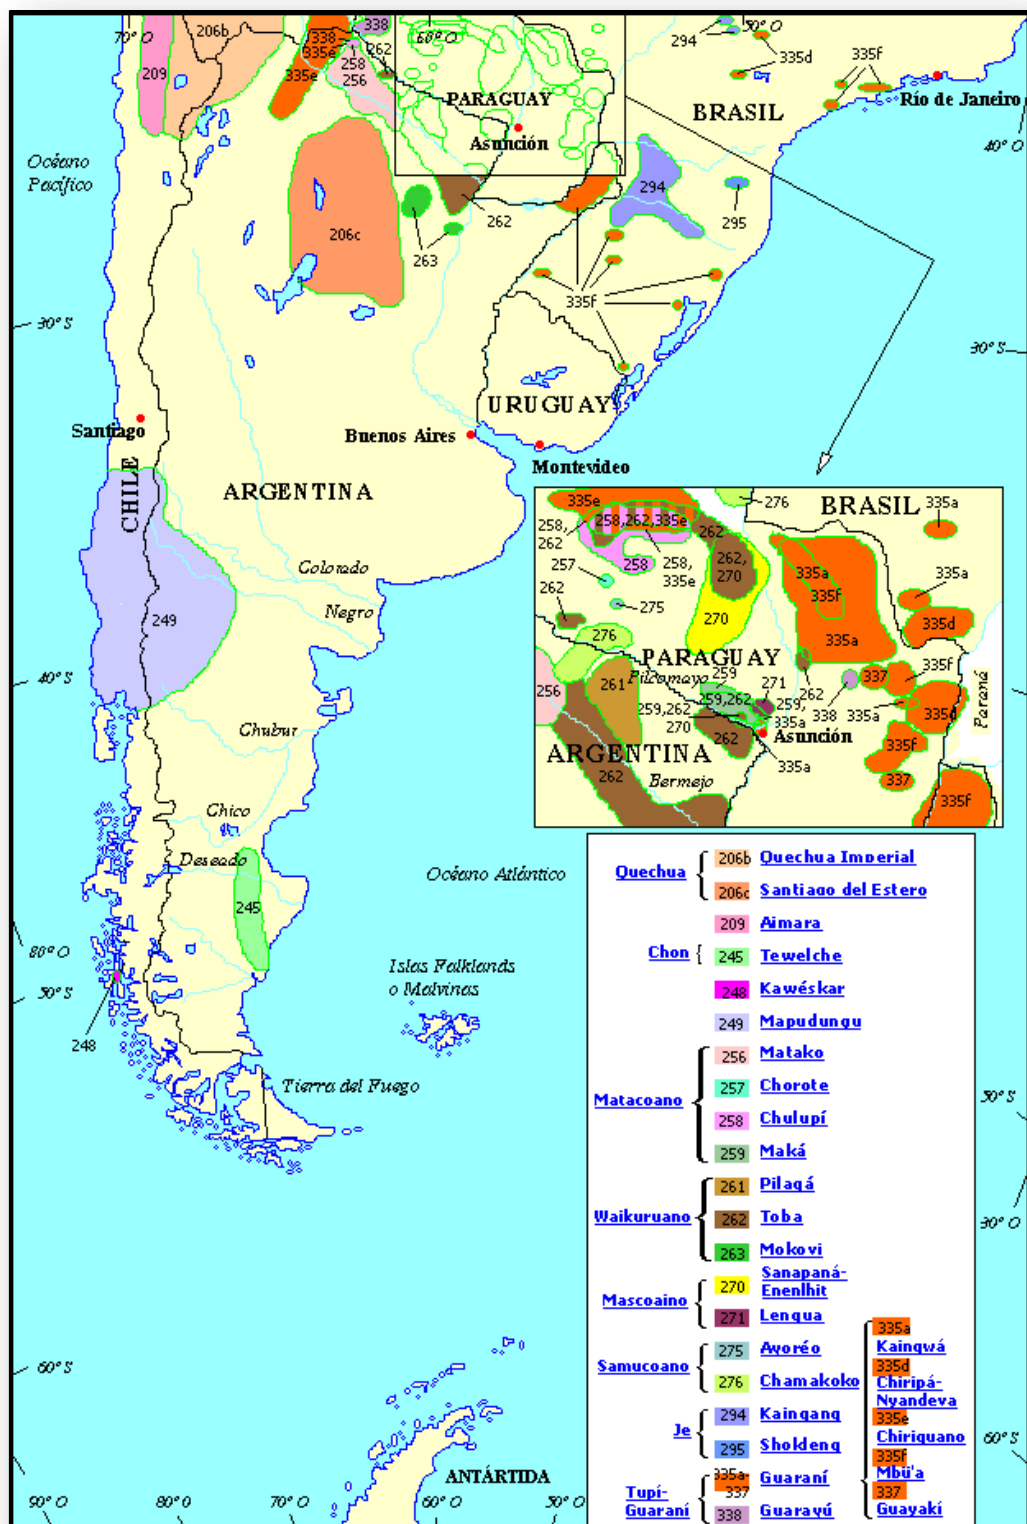 70° O
206b
338
338
335e
60° O
50° O
262
294
335d
335f
258
256
209
335e
PARAGUAY
BRASIL
Río de Janeiro
Asunción
40° O
Océano
Pacífico
294
262
295
206c
263
335f
30° S
30° S
URUGUAY
Santiago
Buenos Aires
Montevideo
CHILE
ARGENTINA
335e
276
BRASIL
335a
258,
262
258,262,335e
262
Colorado
257
258
258,
335e
262,
270
335a
335a
335f
Negro
262
275
249
270
335a
335d
276
PARAGUAY
335f
40° S
Pilcomayo
259
271
337
256
261
259,262
262
Paraná
259,262
259,
338
335a
335d
Chubur
270
335a
Asunción
ARGENTINA
262
335f
262
335a
Bermejo
337
Chico
335f
Deseado
Quechua
206b Quechua Imperial
206c Santiago del Estero
Océano Atlántico
245
209 Aimara
80° O
Chon
245 Tewelche
Islas Falklands
o Malvinas
50° S
248 Kawéskar
248
249 Mapudungu
Tierra del Fuego
256 Matako
50° S
257 Chorote
Matacoano
258 Chulupí
259 Maká
261 Pilagá
Waikuruano
262 Toba
30° O
263 Mokoví
270 Sanapaná-
Enenlhit
Mascoaino
271 Lengua
335a
Kaingwá
275 Ayoréo
60° S
Samucoano
335d
276 Chamakoko
Chiripá-
Nyandeva
335e
294 Kaingang
Je
Chiriguano
60° S
295 Shokleng
335f
Mbü'a
ANTÁRTIDA
335a-
337
Guaraní
337
Tupí-
Guaraní
338 Guarayú
Guayakí
90° O
80° O
70° O
60° O
50° O